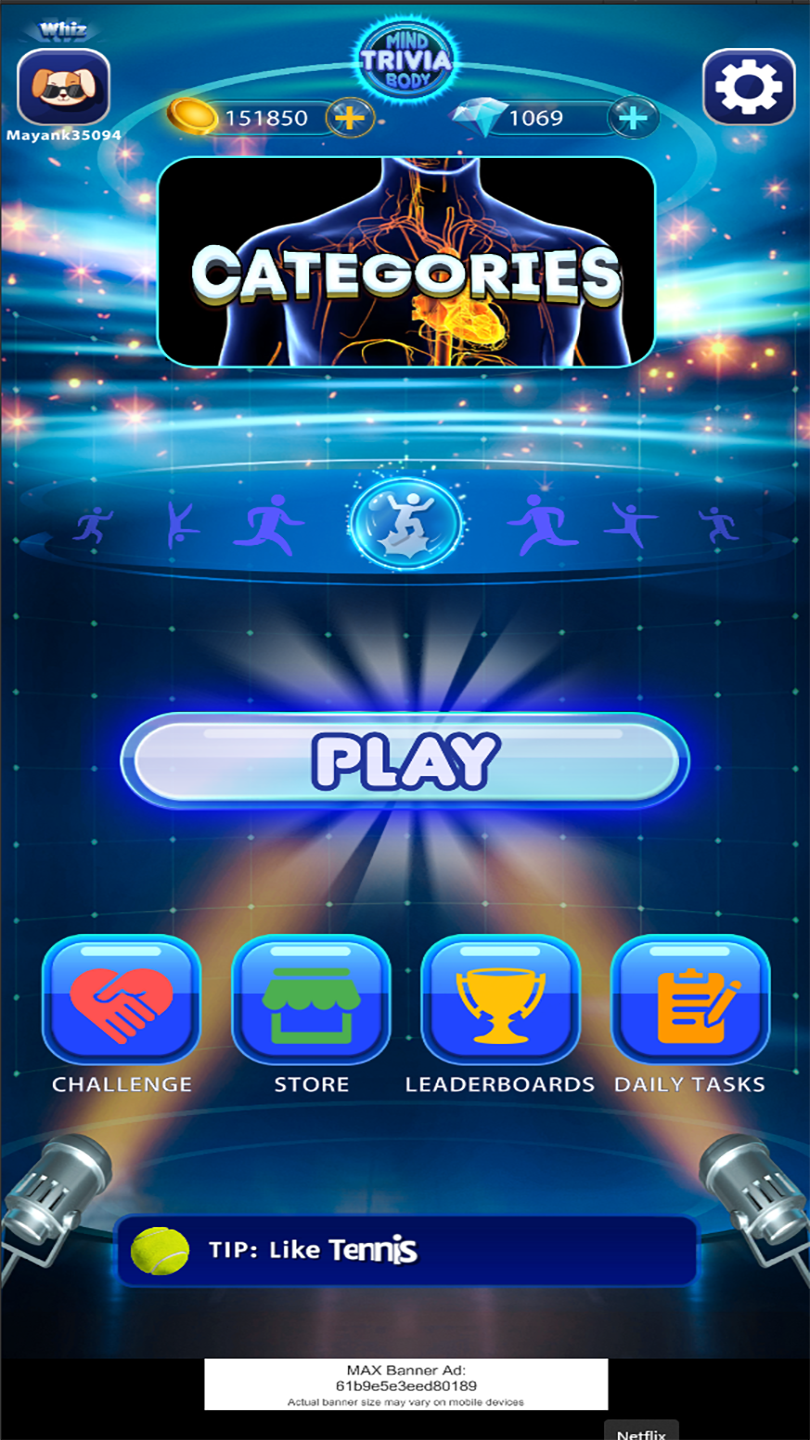 Whiz
MIND
TRIVIA
BODY
Mayank35094
151850
1069
CATEGORIES
PLAY
CHALLENGE
STORE
LEADERBOARDS
DAILY TASKS
TIP: Like Tennis
MAX Banner Ad:
61b9e5e3eed80189
Actual banner size may vary on mobile devices
Netflix